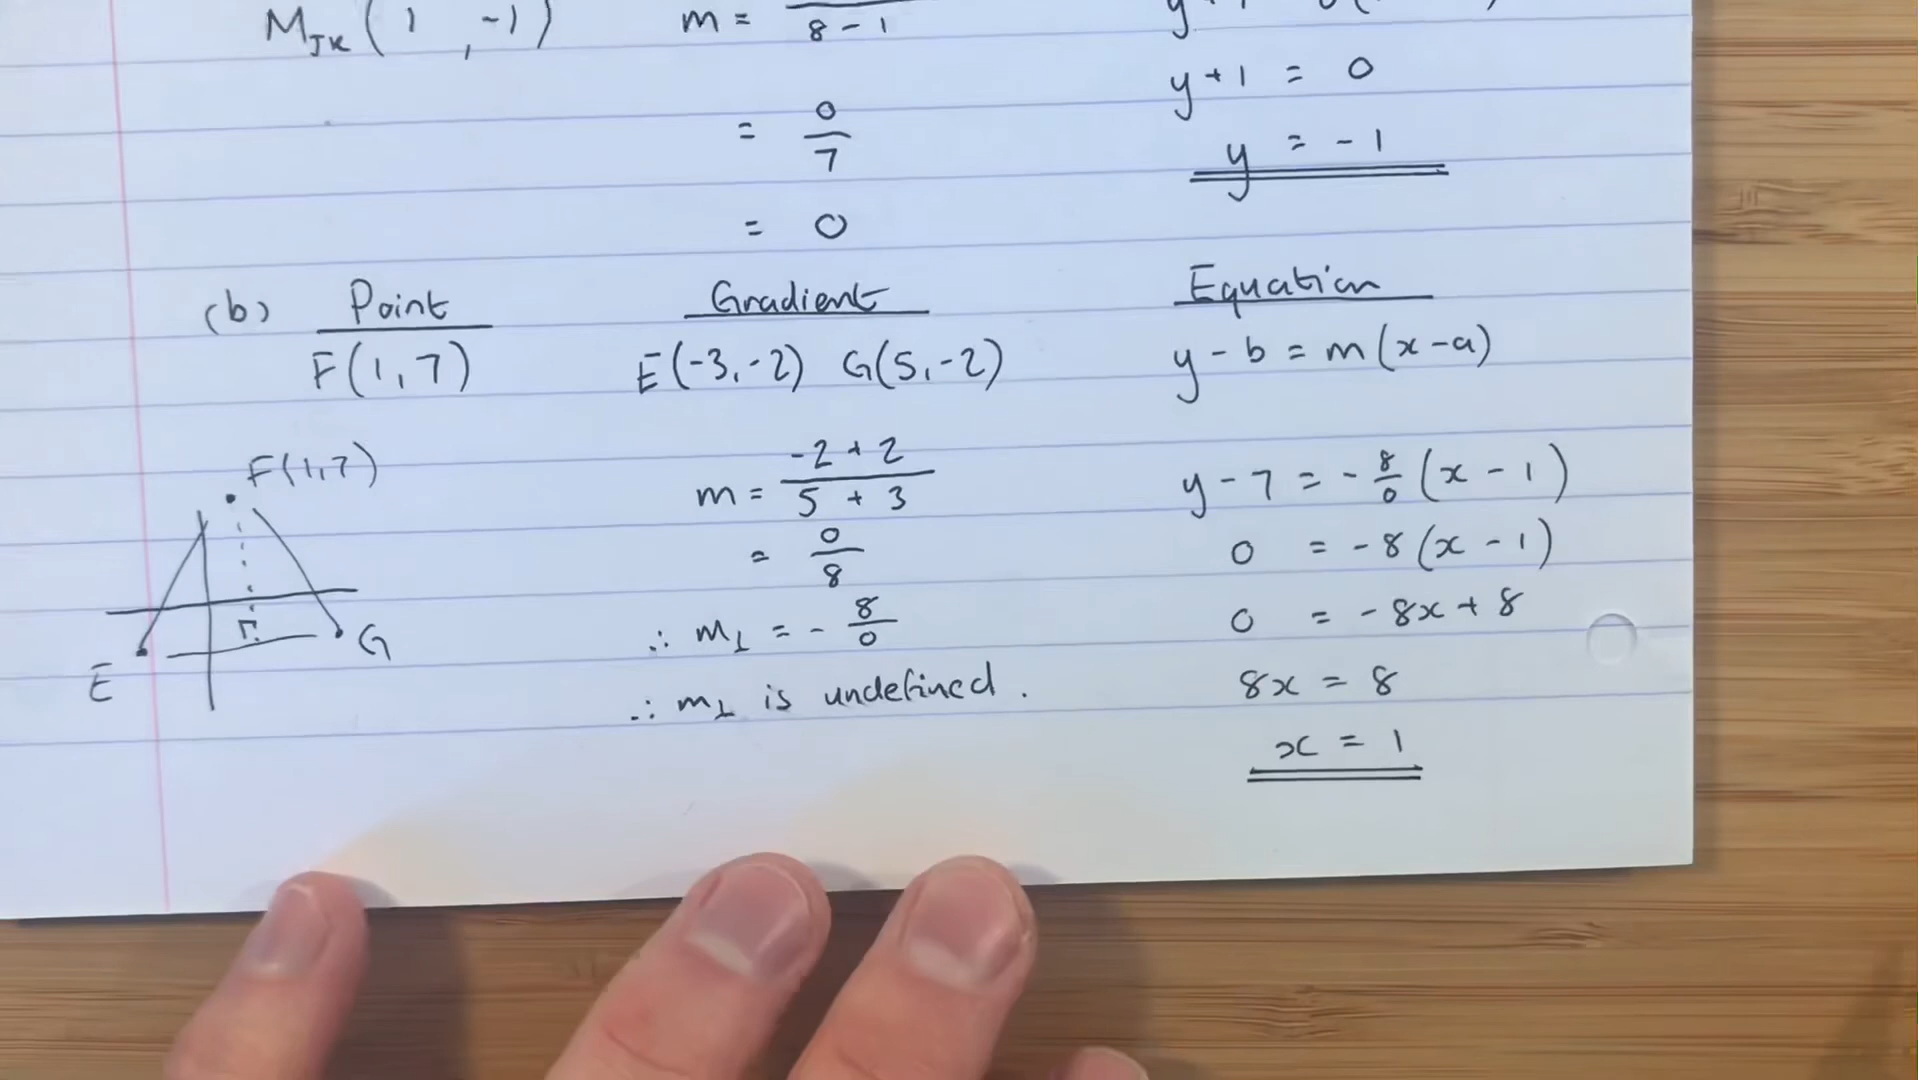 M_JK (1, -1)
m = 
8 - 1
= 0/7
= 0
y + 1 = 0
y = -1
(b) Point
F(1, 7)
F(1, 7)
E
G
Gradient
E(-3, -2) G(5, -2)
m = (-2 + 2)/(5 + 3)
= 0/8
∴ m⊥ = - 8/0
∴ m⊥ is undefined.
Equation
y - b = m(x - a)
y - 7 = - 8/0 (x - 1)
0 = -8(x - 1)
0 = -8x + 8
8x = 8
x = 1